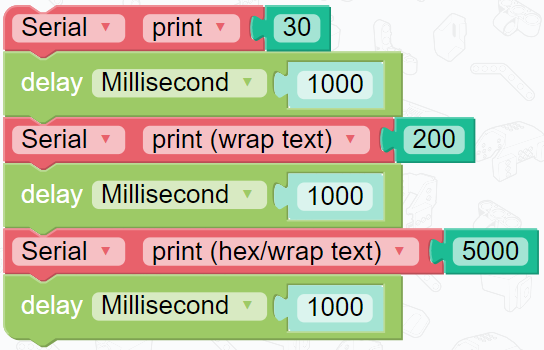 Serial print 30
delay Millisecond 1000
Serial print (wrap text) 200
delay Millisecond 1000
Serial print (hex/wrap text) 5000
delay Millisecond 1000